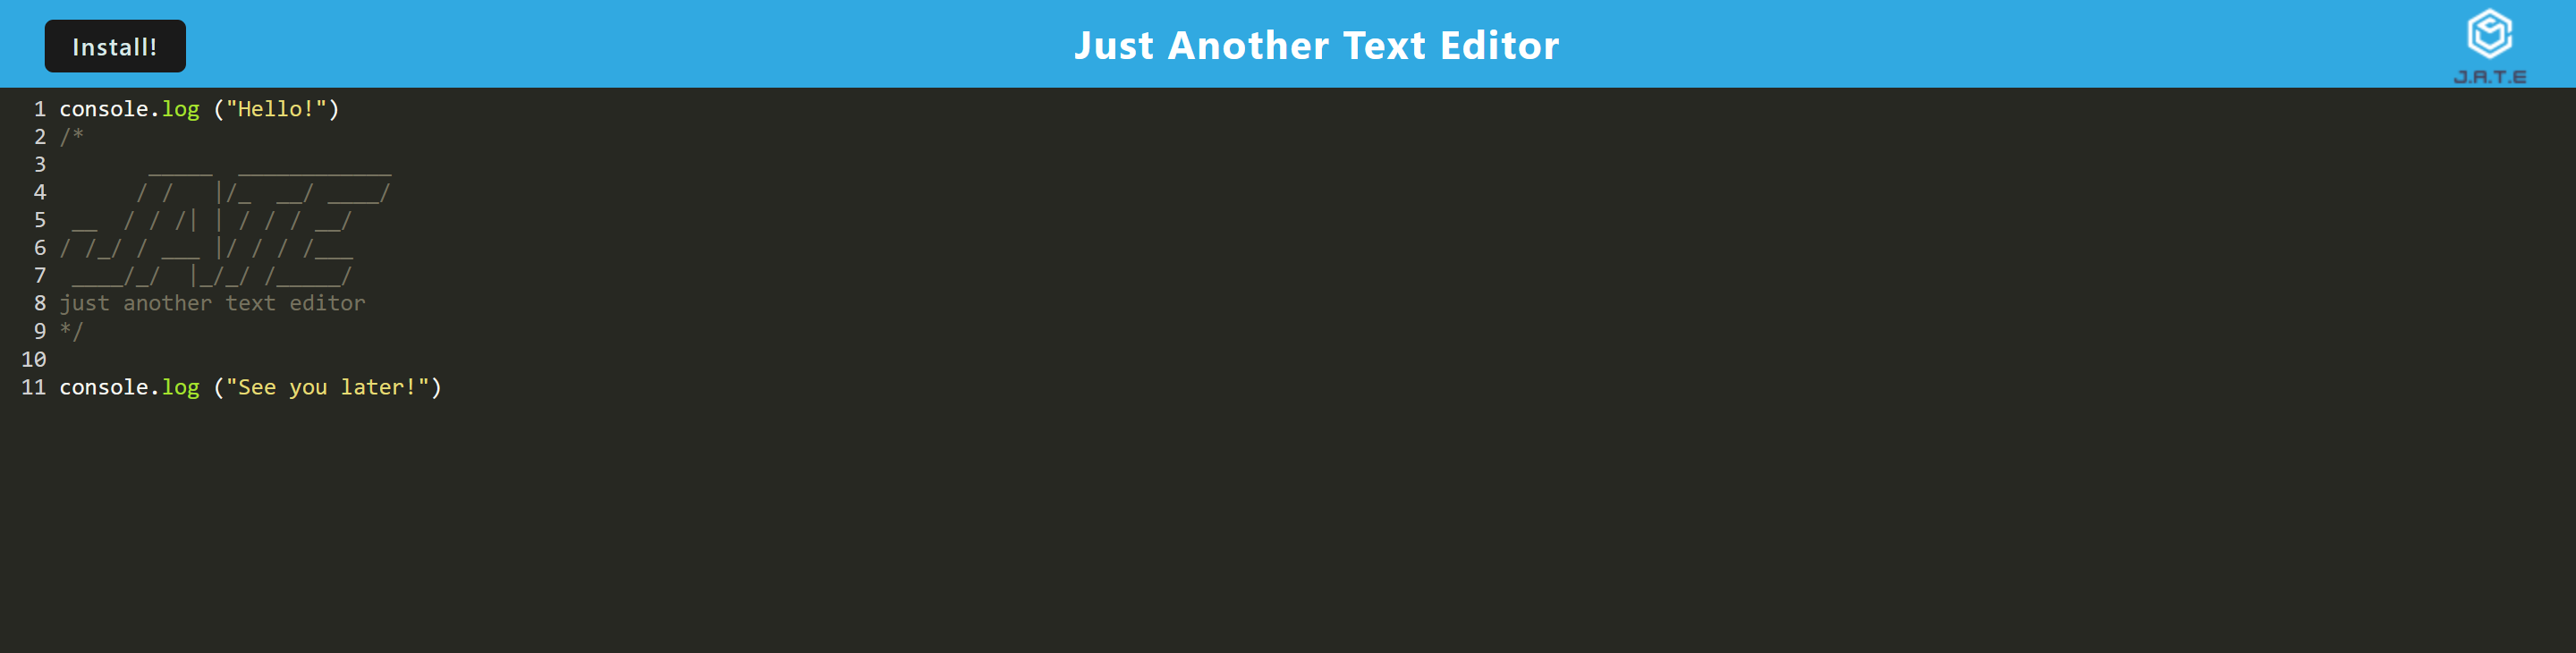 Install!
Just Another Text Editor
J.A.T.E
1 console.log ("Hello!")
2 /*
3        _____  ____________
4       / /   |/_  __/ ____/
5  __  / / /| | / / / __/
6 / /_/ / ___ |/ / / /___
7  ____/_/  |_/_/ /_____/
8 just another text editor
9 */
10
11 console.log ("See you later!")